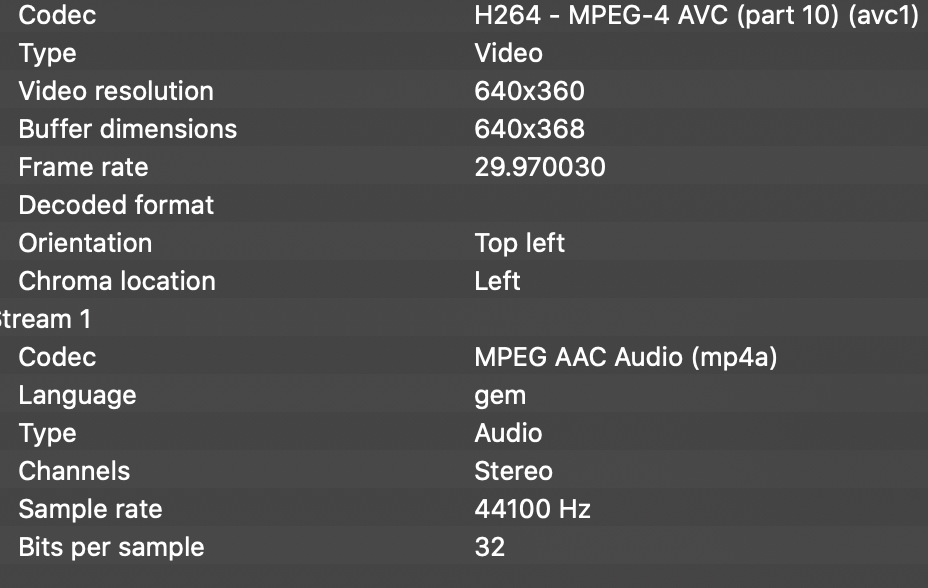 Codec H264 - MPEG-4 AVC (part 10) (avc1)
Type Video
Video resolution 640x360
Buffer dimensions 640x368
Frame rate 29.970030
Decoded format
Orientation Top left
Chroma location Left
Stream 1
Codec MPEG AAC Audio (mp4a)
Language gem
Type Audio
Channels Stereo
Sample rate 44100 Hz
Bits per sample 32